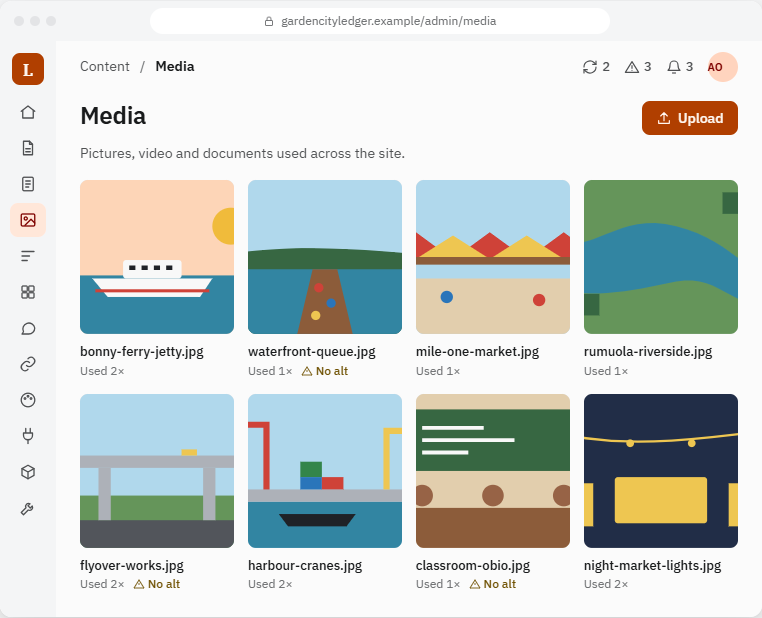 gardencityledger.example/admin/media
L
Content / Media
2
3
3
AO
Media
Upload
Pictures, video and documents used across the site.
bonny-ferry-jetty.jpg
Used 2×
waterfront-queue.jpg
Used 1× No alt
mile-one-market.jpg
Used 1×
rumuola-riverside.jpg
Used 1×
flyover-works.jpg
Used 2× No alt
harbour-cranes.jpg
Used 2×
classroom-obio.jpg
Used 1× No alt
night-market-lights.jpg
Used 2×